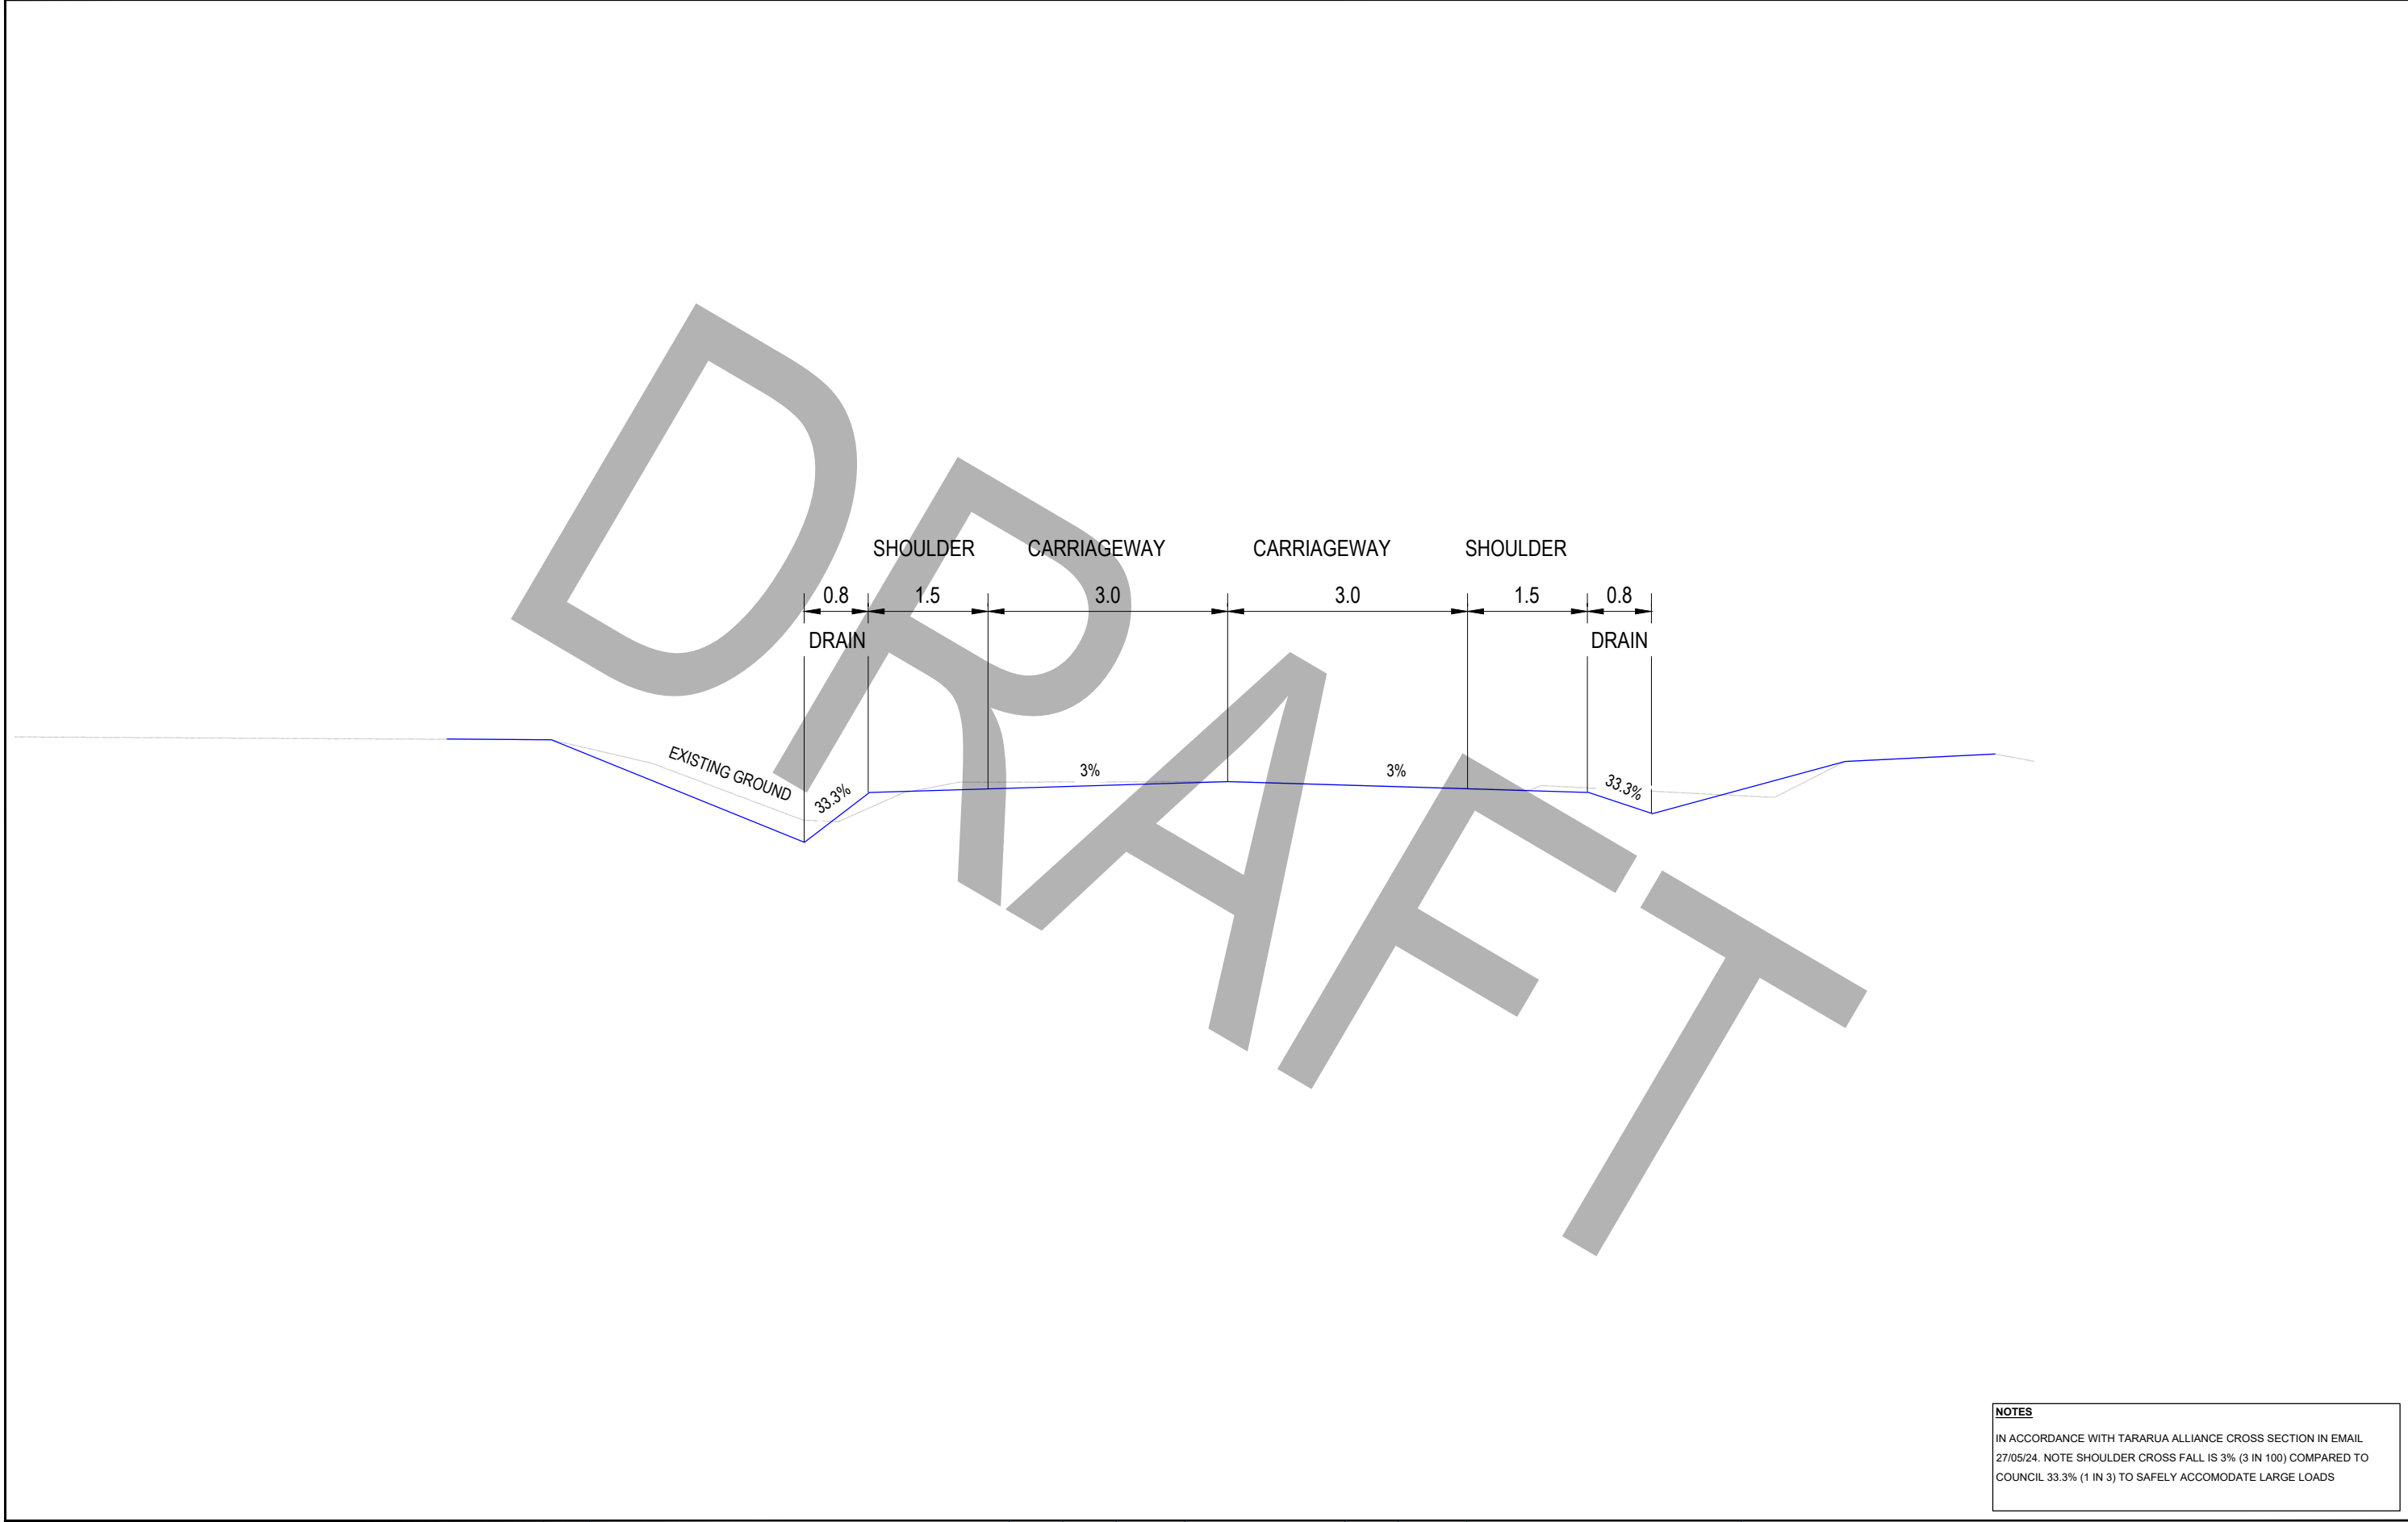 SHOULDER CARRIAGEWAY CARRIAGEWAY SHOULDER
0.8 1.5 3.0 3.0 1.5 0.8
DRAIN DRAIN
EXISTING GROUND 33.3% 3% 3% 33.3%
DRAFT
NOTES
IN ACCORDANCE WITH TARARUA ALLIANCE CROSS SECTION IN EMAIL
27/05/24. NOTE SHOULDER CROSS FALL IS 3% (3 IN 100) COMPARED TO
COUNCIL 33.3% (1 IN 3) TO SAFELY ACCOMODATE LARGE LOADS